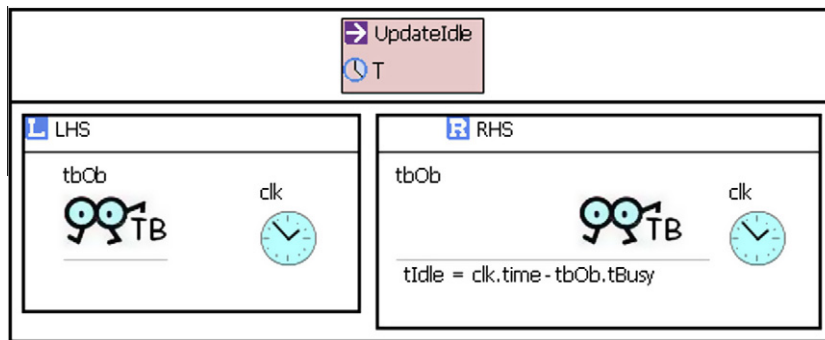 UpdateIdle
T
L LHS
R RHS
tbOb
TB
clk
tbOb
TB
clk
tIdle = clk.time - tbOb.tBusy